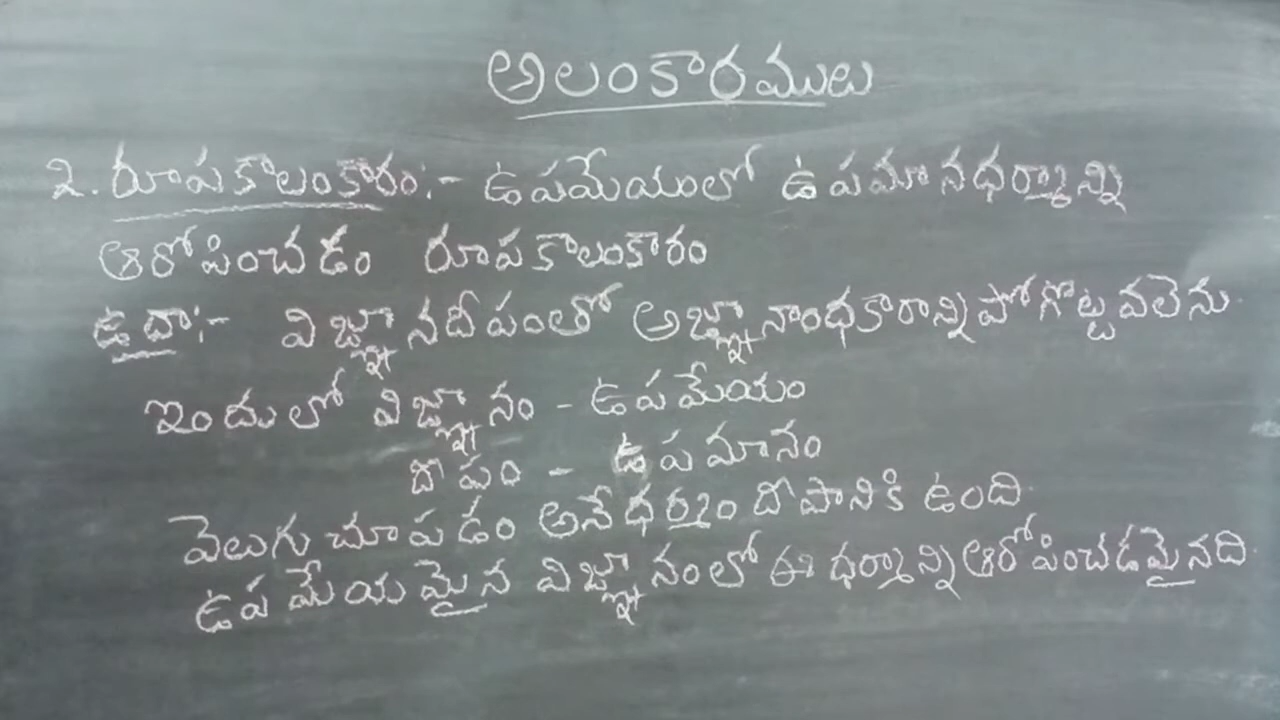 అలంకారములు
2. రూపకాలంకారం:- ఉపమేయంలో ఉపమానధర్మాన్ని
ఆరోపించడం రూపకాలంకారం
ఉదా:- విజ్ఞానదీపంతో అజ్ఞానాంధకారాన్ని పోగొట్టవలెను.
ఇందులో విజ్ఞానం - ఉపమేయం
దీపం - ఉపమానం
వెలుగుచూపడం అనేధర్మం దీపానికి ఉంది.
ఉపమేయమైన విజ్ఞానంలో ఈ ధర్మాన్ని ఆరోపించడమైనది.